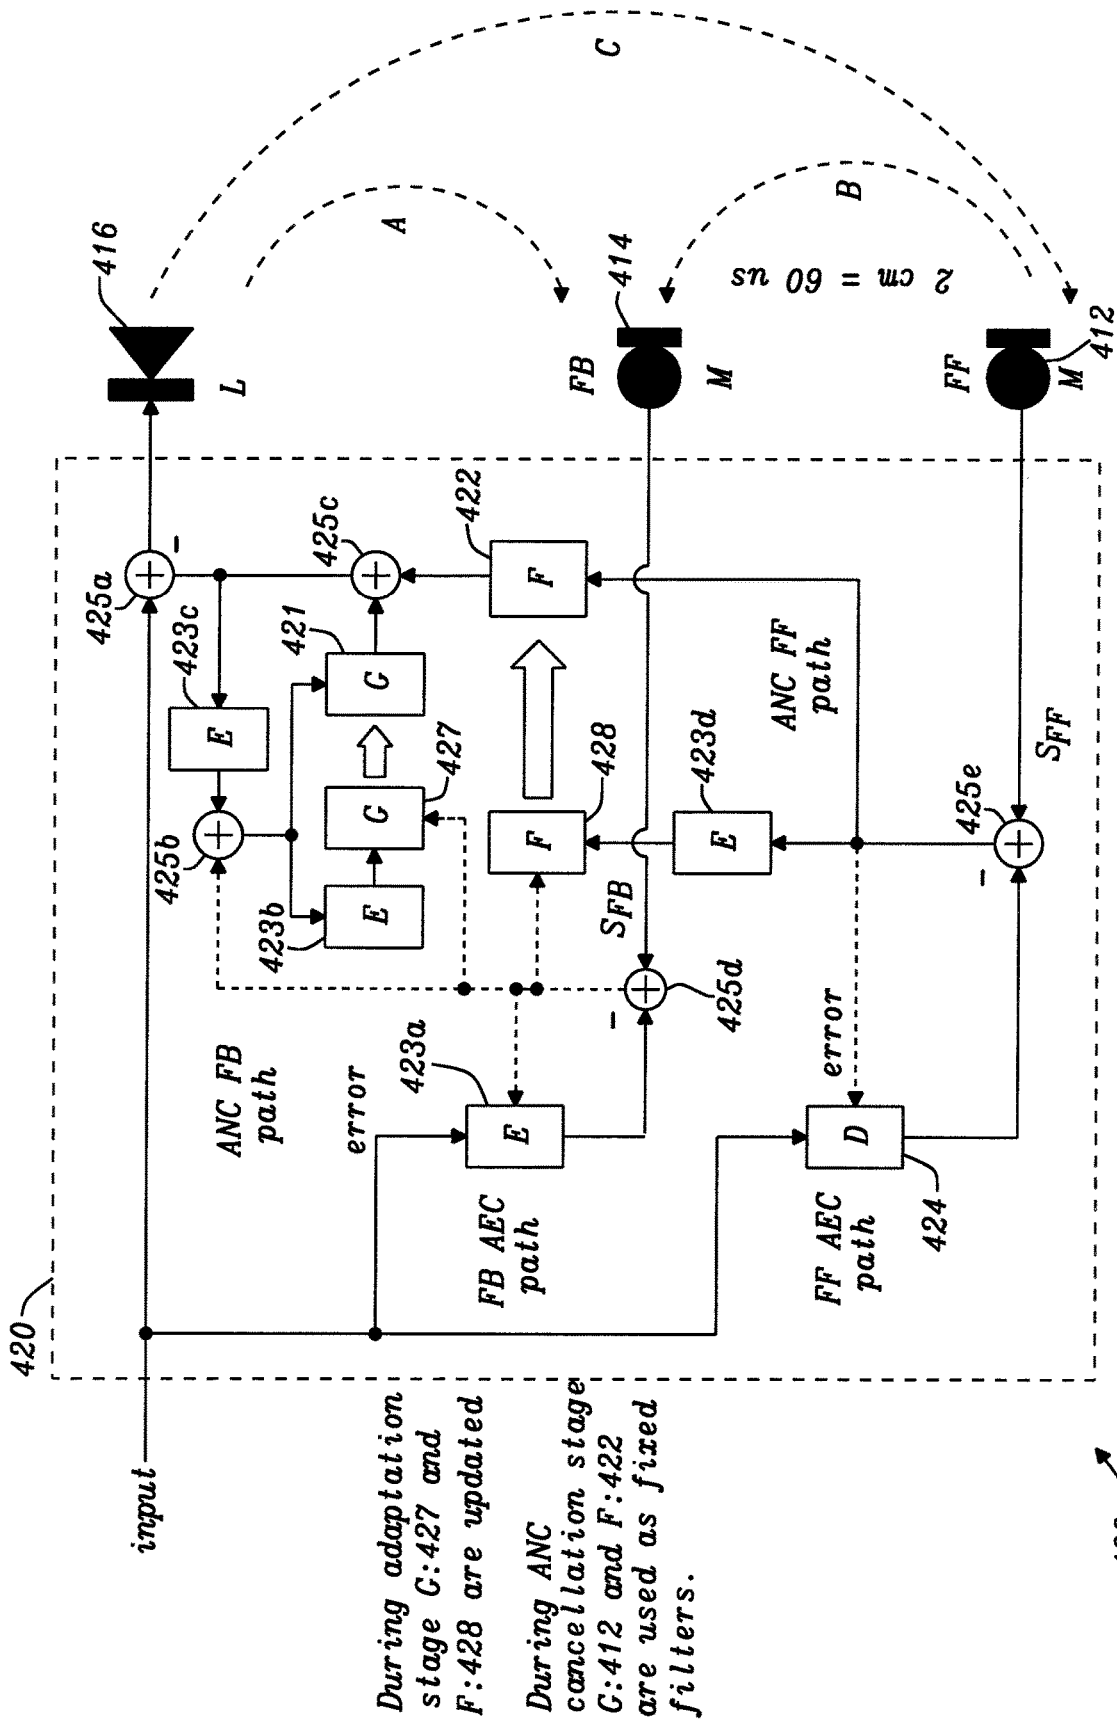 420
input
425a
-
416
L
423c
E
425b
ANC FB
path
423b
E
G
427
421
G
425c
+
C
A
error
423a
E
FB AEC
path
-
425d
SFB
F
428
F
422
FB
M
414
2 cm = 60 us
B
E
423d
ANC FF
path
error
D
424
FF AEC
path
-
425e
SFF
FF
M
412
During adaptation
stage G:427 and
F:428 are updated
During ANC
cancellation stage
G:412 and F:422
are used as fixed
filters.